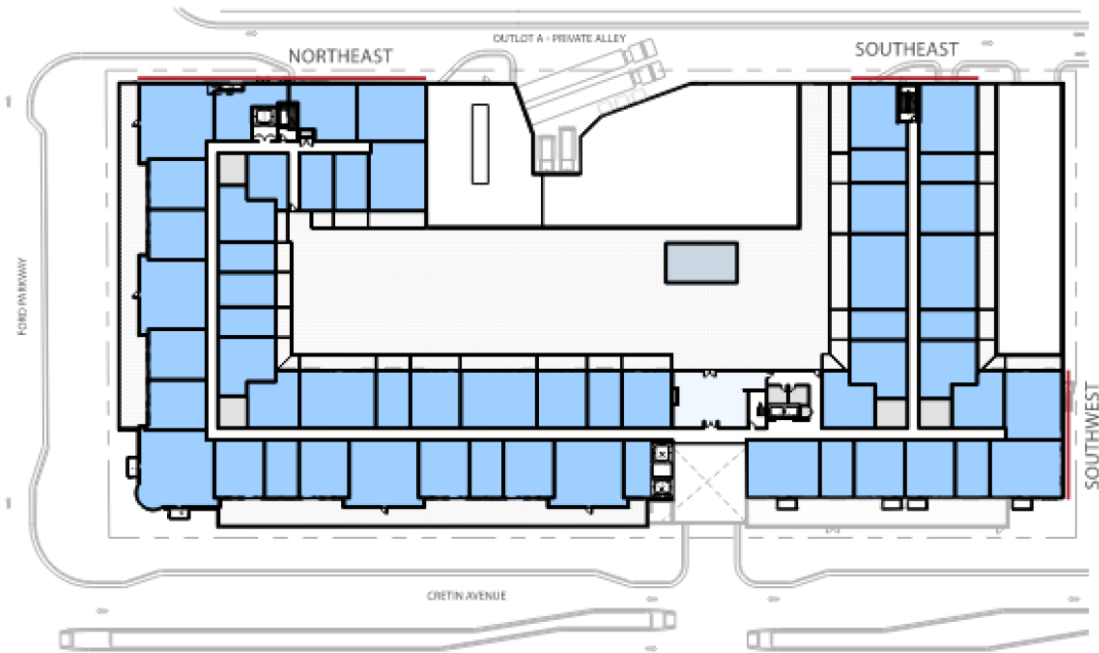 OUTLOT A - PRIVATE ALLEY
NORTHEAST
SOUTHEAST
FORD PARKWAY
SOUTHWEST
CRETIN AVENUE